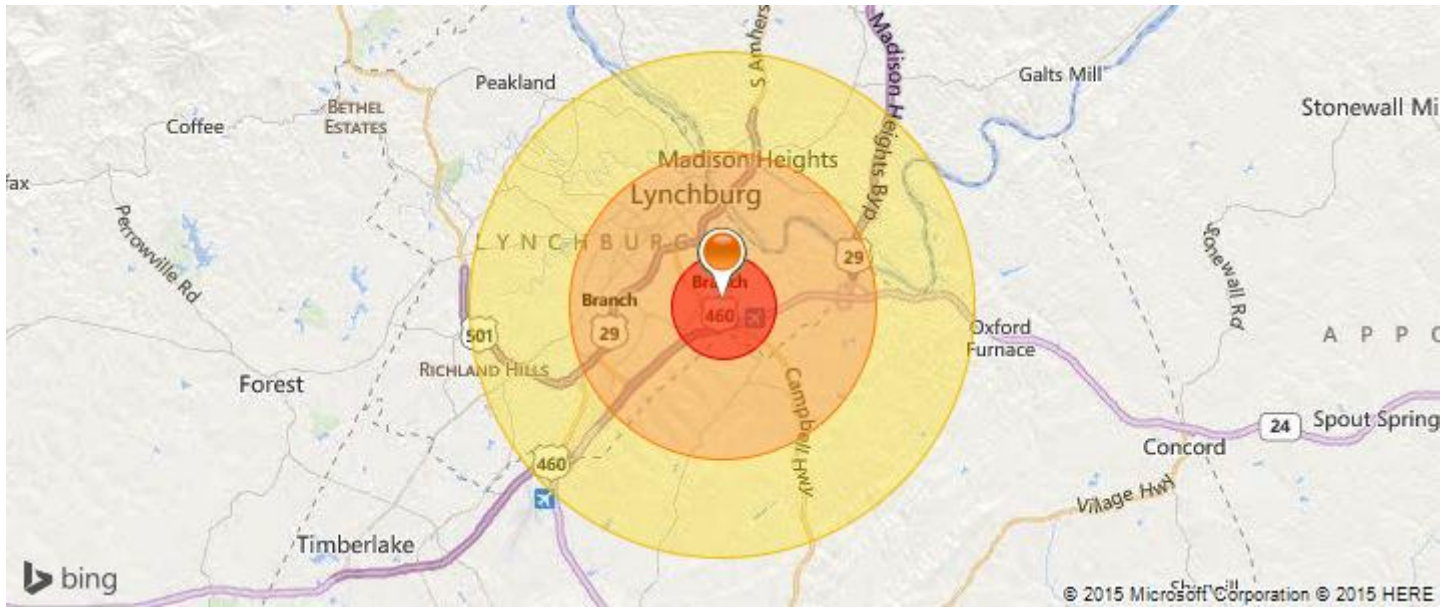 S Amhers
Madison Heights Byp
Peakland
Galts Mill
BETHEL
ESTATES
Stonewall Mi
Coffee
Madison Heights
fax
Lynchburg
Perrowville Rd
LYNCHBURG
Stonewall Rd
29
Branch
460
Branch
29
501
Oxford
Furnace
APPO
RICHLAND HILLS
Forest
Campbell Hwy
24
Spout Spring
Concord
460
Village Hwy
Timberlake
bing
© 2015 Microsoft Corporation © 2015 HERE